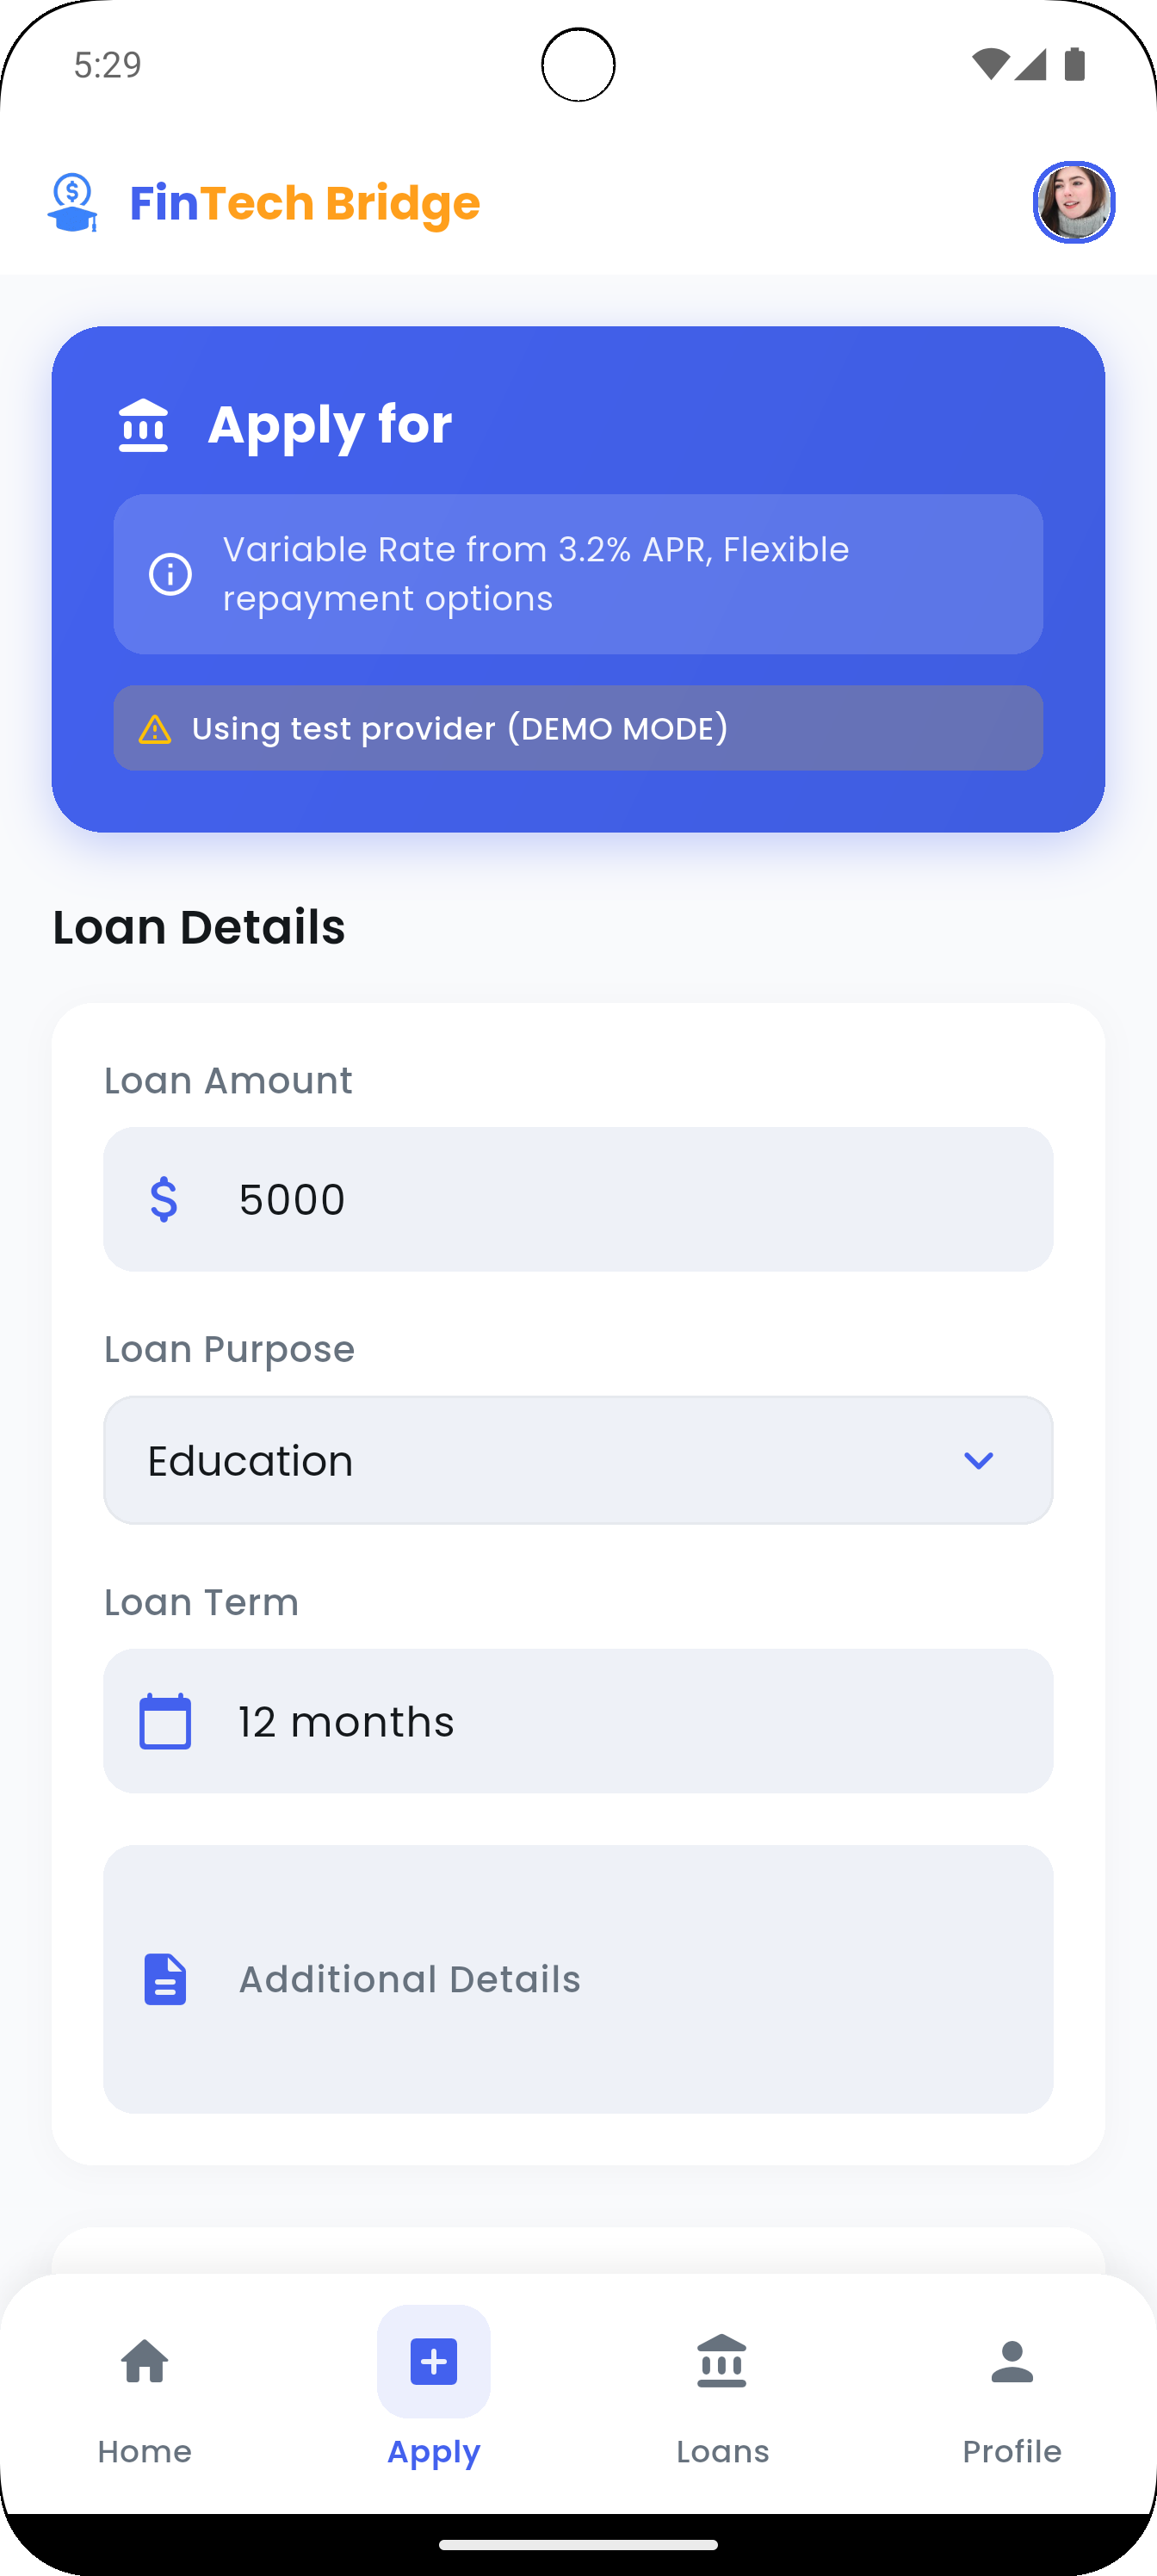 5:29
FinTech Bridge
Apply for
Variable Rate from 3.2% APR, Flexible
repayment options
Using test provider (DEMO MODE)
Loan Details
Loan Amount
$ 5000
Loan Purpose
Education
Loan Term
12 months
Additional Details
Home
Apply
Loans
Profile